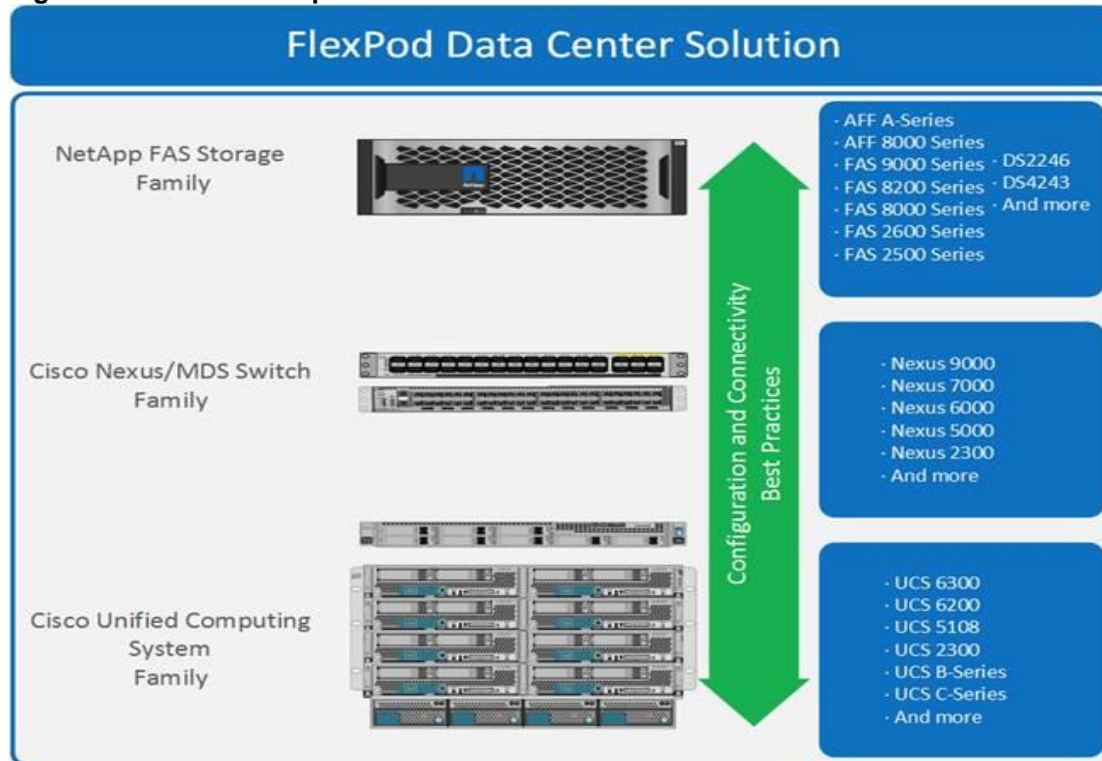 FlexPod Data Center Solution
NetApp FAS Storage
Family
· AFF A-Series
· AFF 8000 Series
· FAS 9000 Series
· FAS 8200 Series
· FAS 8000 Series
· FAS 2600 Series
· FAS 2500 Series
· DS2246
· DS4243
· And more
Configuration and Connectivity
Best Practices
Cisco Nexus/MDS Switch
Family
· Nexus 9000
· Nexus 7000
· Nexus 6000
· Nexus 5000
· Nexus 2300
· And more
Cisco Unified Computing
System
Family
· UCS 6300
· UCS 6200
· UCS 5108
· UCS 2300
· UCS B-Series
· UCS C-Series
· And more